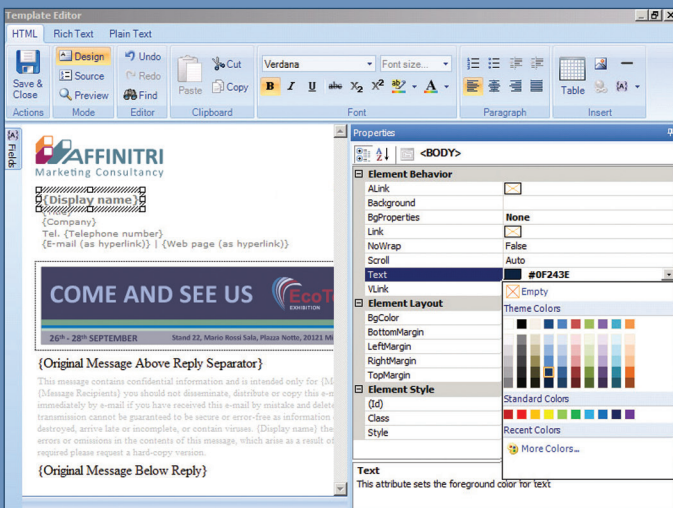 Template Editor
HTML Rich Text Plain Text
Save & Close
Actions
Design
Source
Preview
Mode
Undo
Redo
Find
Editor
Paste
Cut
Copy
Clipboard
Verdana Font size...
B I U abc X2 X2 A
Font
Paragraph
Table
Insert
Fields
AFFINITRI
Marketing Consultancy
{Display name}
{Company}
Tel. {Telephone number}
{E-mail (as hyperlink)} | {Web page (as hyperlink)}
COME AND SEE US
EcoT
EXHIBITION
26th - 28th SEPTEMBER Stand 22, Mario Rossi Sala, Plazza Notte, 20121 Mi
{Original Message Above Reply Separator}
This message contains confidential information and is intended only for {M
{Message Recipients} you should not disseminate, distribute or copy this e-m
immediately by e-mail if you have received this e-mail by mistake and delete
transmission cannot be guaranteed to be secure or error-free as information
destroyed, arrive late or incomplete, or contain viruses. {Display name} the
errors or omissions in the contents of this message, which arise as a result of
required please request a hard-copy version.
{Original Message Below Reply}
Properties
<BODY>
Element Behavior
ALink
Background
BgProperties None
Link
NoWrap False
Scroll Auto
Text #0F243E
VLink
Element Layout
BgColor
BottomMargin
LeftMargin
RightMargin
TopMargin
Element Style
(Id)
Class
Style
Empty
Theme Colors
Standard Colors
Recent Colors
More Colors...
Text
This attribute sets the foreground color for text